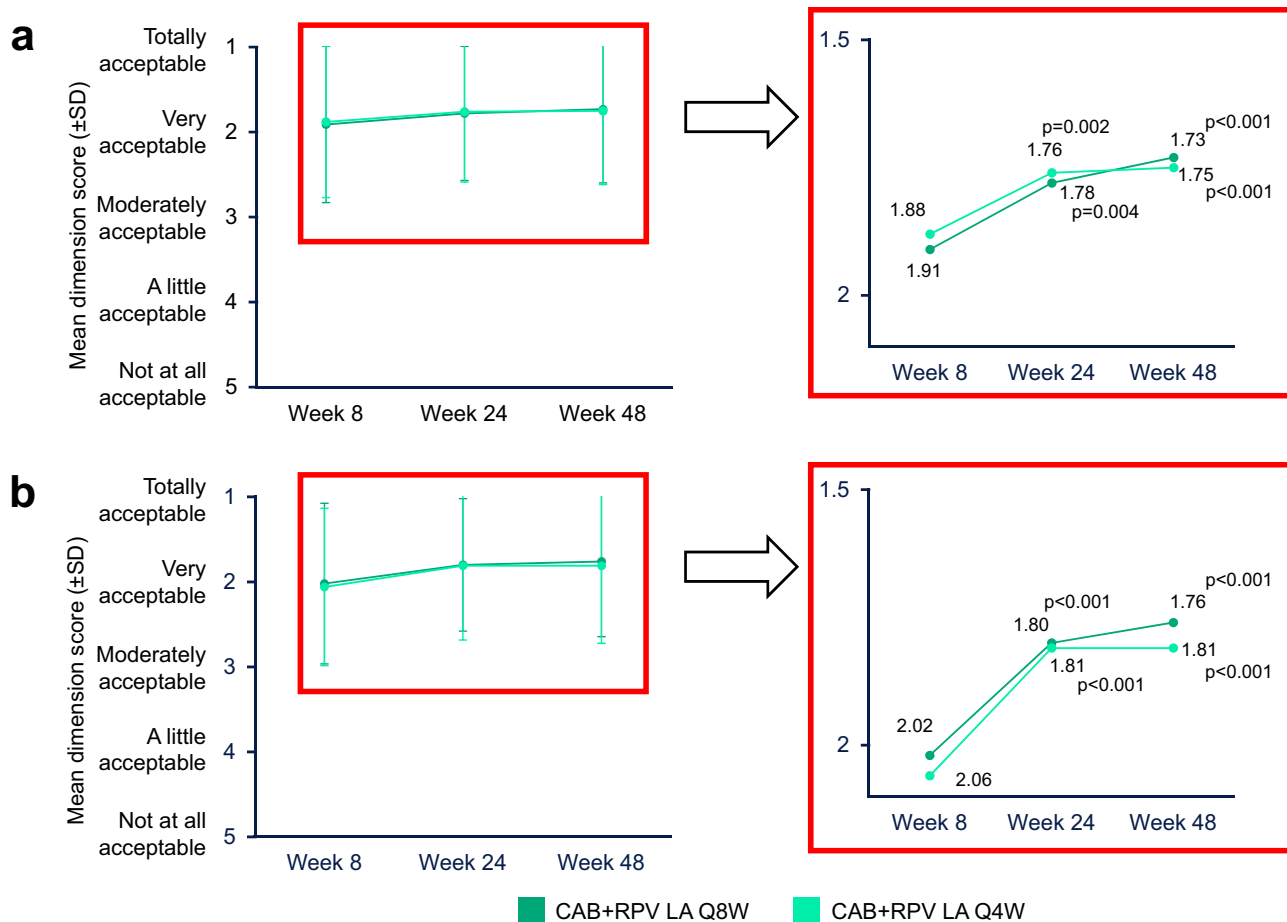 a
Mean dimension score (±SD)
Totally
acceptable
Very
acceptable
Moderately
acceptable
A little
acceptable
Not at all
acceptable
1
2
3
4
5
Week 8
Week 24
Week 48
1.5
2
p=0.002
1.76
1.88
1.91
1.78
p=0.004
p<0.001
1.73
1.75
p<0.001
Week 8
Week 24
Week 48
b
Mean dimension score (±SD)
Totally
acceptable
Very
acceptable
Moderately
acceptable
A little
acceptable
Not at all
acceptable
1
2
3
4
5
Week 8
Week 24
Week 48
1.5
2
p<0.001
1.80
2.02
2.06
1.81
p<0.001
p<0.001
1.76
1.81
p<0.001
Week 8
Week 24
Week 48
CAB+RPV LA Q8W
CAB+RPV LA Q4W